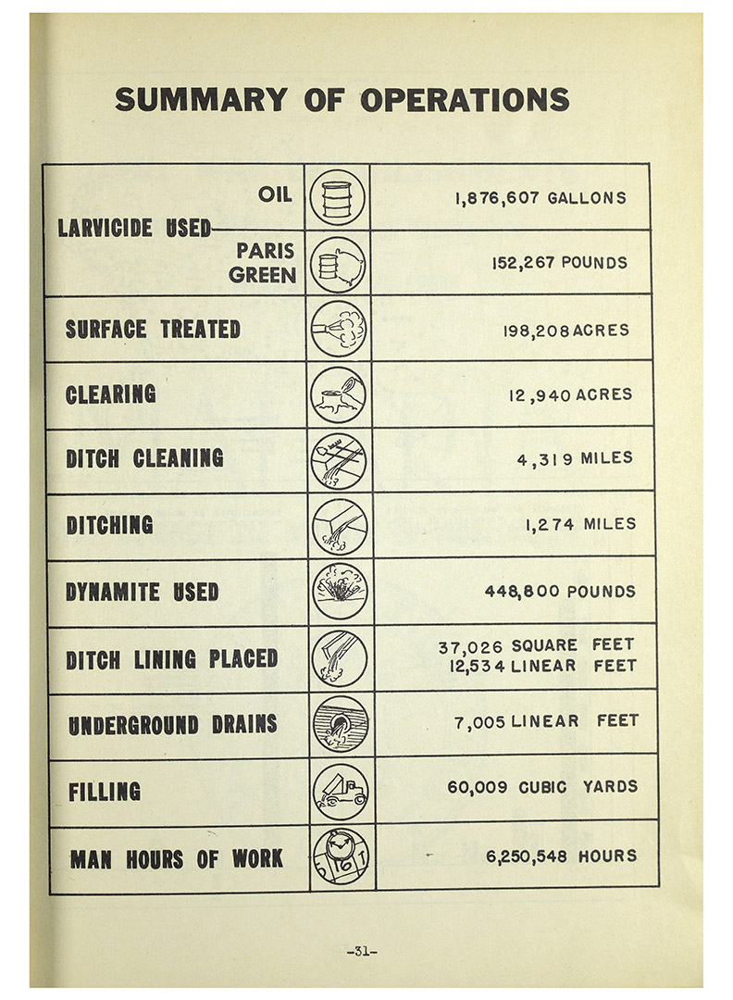 SUMMARY OF OPERATIONS
LARVICIDE USED
OIL
1,876,607 GALLONS
PARIS
GREEN
152,267 POUNDS
SURFACE TREATED
198,208 ACRES
CLEARING
12,940 ACRES
DITCH CLEANING
4,319 MILES
DITCHING
1,274 MILES
DYNAMITE USED
448,800 POUNDS
DITCH LINING PLACED
37,026 SQUARE FEET
12,534 LINEAR FEET
UNDERGROUND DRAINS
7,005 LINEAR FEET
FILLING
60,009 CUBIC YARDS
MAN HOURS OF WORK
16
6,250,548 HOURS
-31-